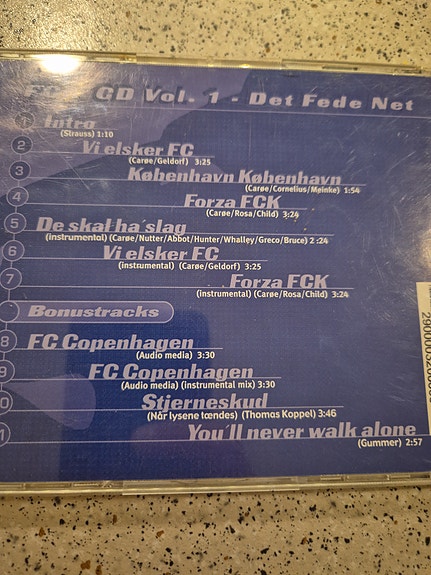 CD Vol. 1 - Det Fede Net
1 Intro
(Strauss) 1:10
2 Vi elsker FC
(Carøe/Geldorf) 3:25
3 København København
(Carøe/Cornelius/Meinke) 1:54
4 Forza FCK
(Carøe/Rosa/Child) 3:24
5 De skal ha´slag
(instrumental) (Carøe/Nutter/Abbot/Hunter/Whalley/Greco/Bruce) 2:24
6 Vi elsker FC
(instrumental) (Carøe/Geldorf) 3:25
7 Forza FCK
(instrumental) (Carøe/Rosa/Child) 3:24
Bonustracks
8 FC Copenhagen
(Audio media) 3:30
9 FC Copenhagen
(Audio media) (instrumental mix) 3:30
0 Stjerneskud
(Når lysene tændes) (Thomas Koppel) 3:46
1 You´ll never walk alone
(Gummer) 2:57